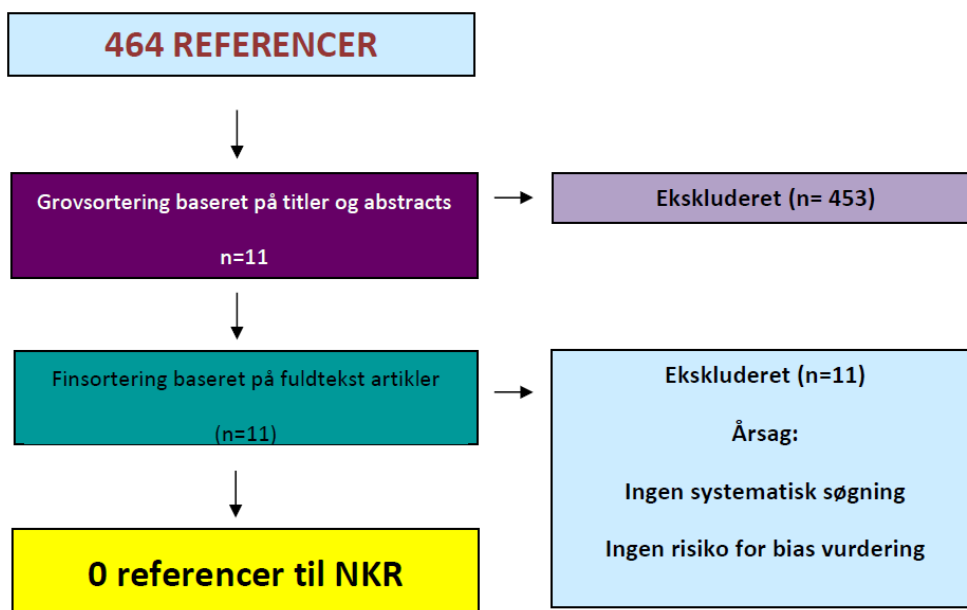 464 REFERENCER
Grovsortering baseret på titler og abstracts
n=11
Ekskluderet (n= 453)
Finsortering baseret på fuldtekst artikler
(n=11)
Ekskluderet (n=11)
Årsag:
Ingen systematisk søgning
Ingen risiko for bias vurdering
0 referencer til NKR